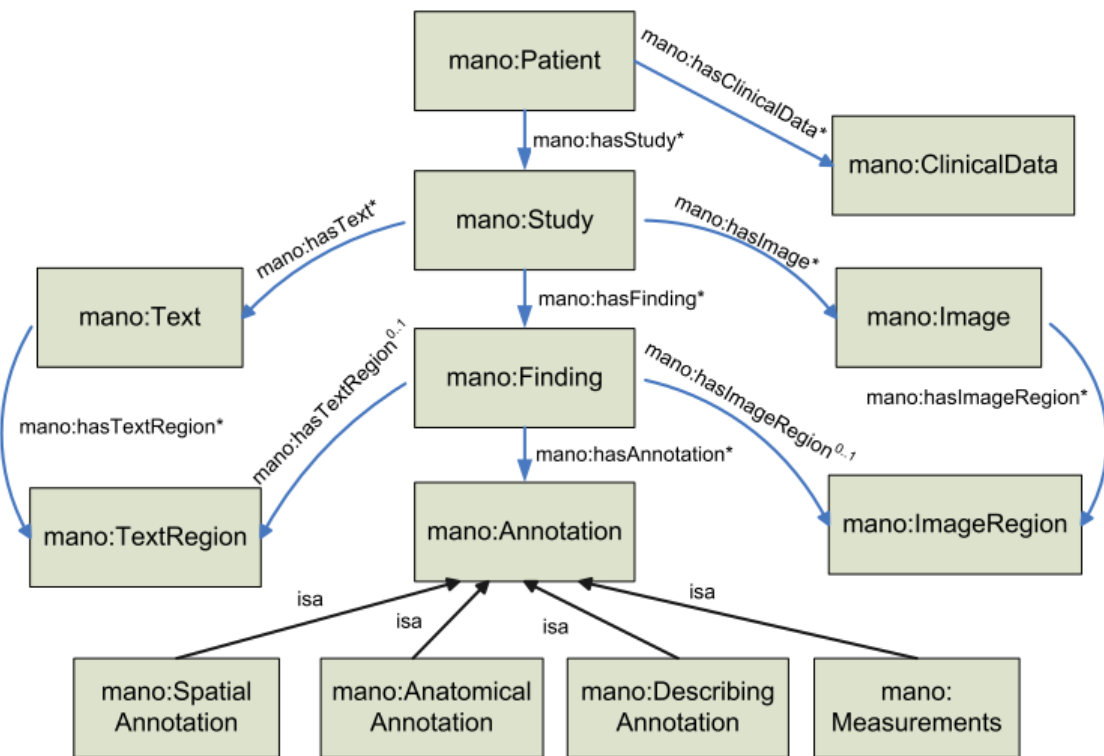 mano:Patient
mano:hasClinicalData*
mano:hasStudy*
mano:ClinicalData
mano:Study
mano:hasText*
mano:hasImage*
mano:hasFinding*
mano:Text
mano:Image
mano:Finding
mano:hasTextRegion0..1
mano:hasImageRegion0..1
mano:hasImageRegion*
mano:hasTextRegion*
mano:hasAnnotation*
mano:TextRegion
mano:Annotation
mano:ImageRegion
isa
isa
isa
isa
mano:Spatial
Annotation
mano:Anatomical
Annotation
mano:Describing
Annotation
mano:
Measurements